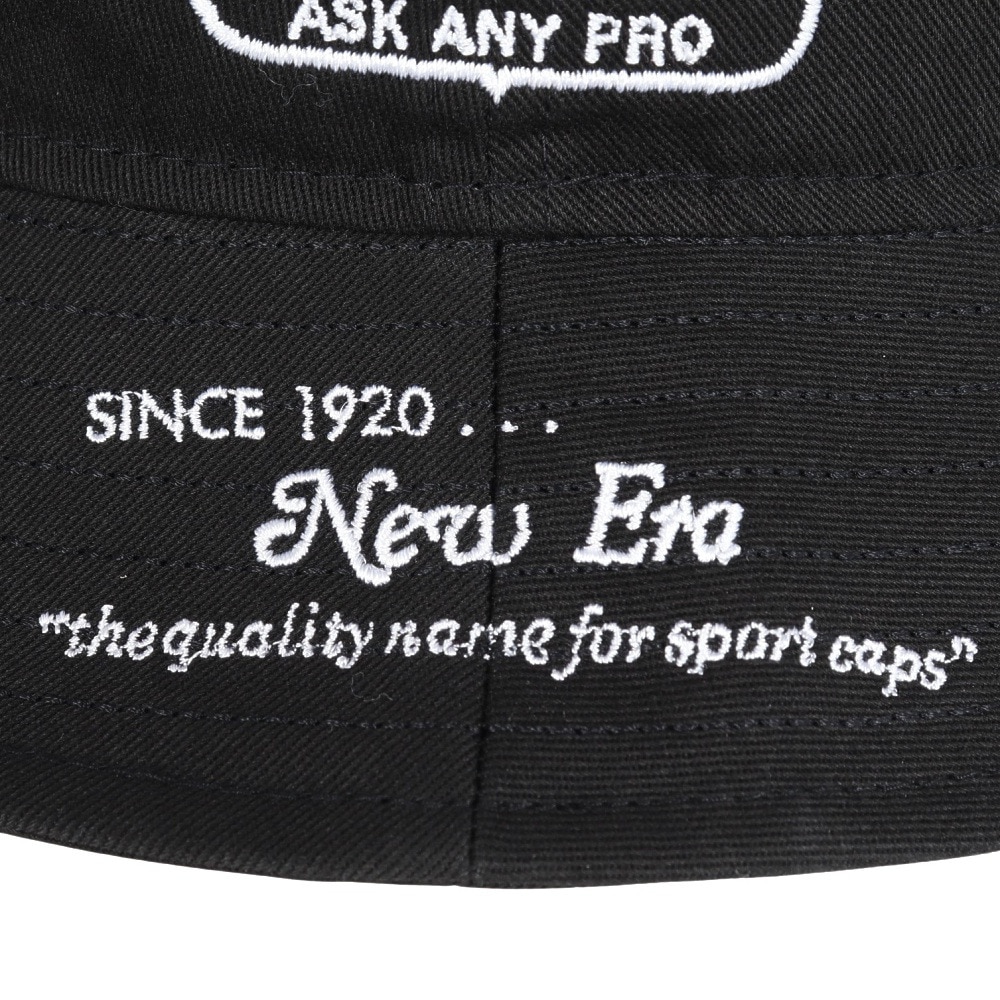 ASK ANY PRO
SINCE 1920 . . .
New Era
"the quality name for sport caps"